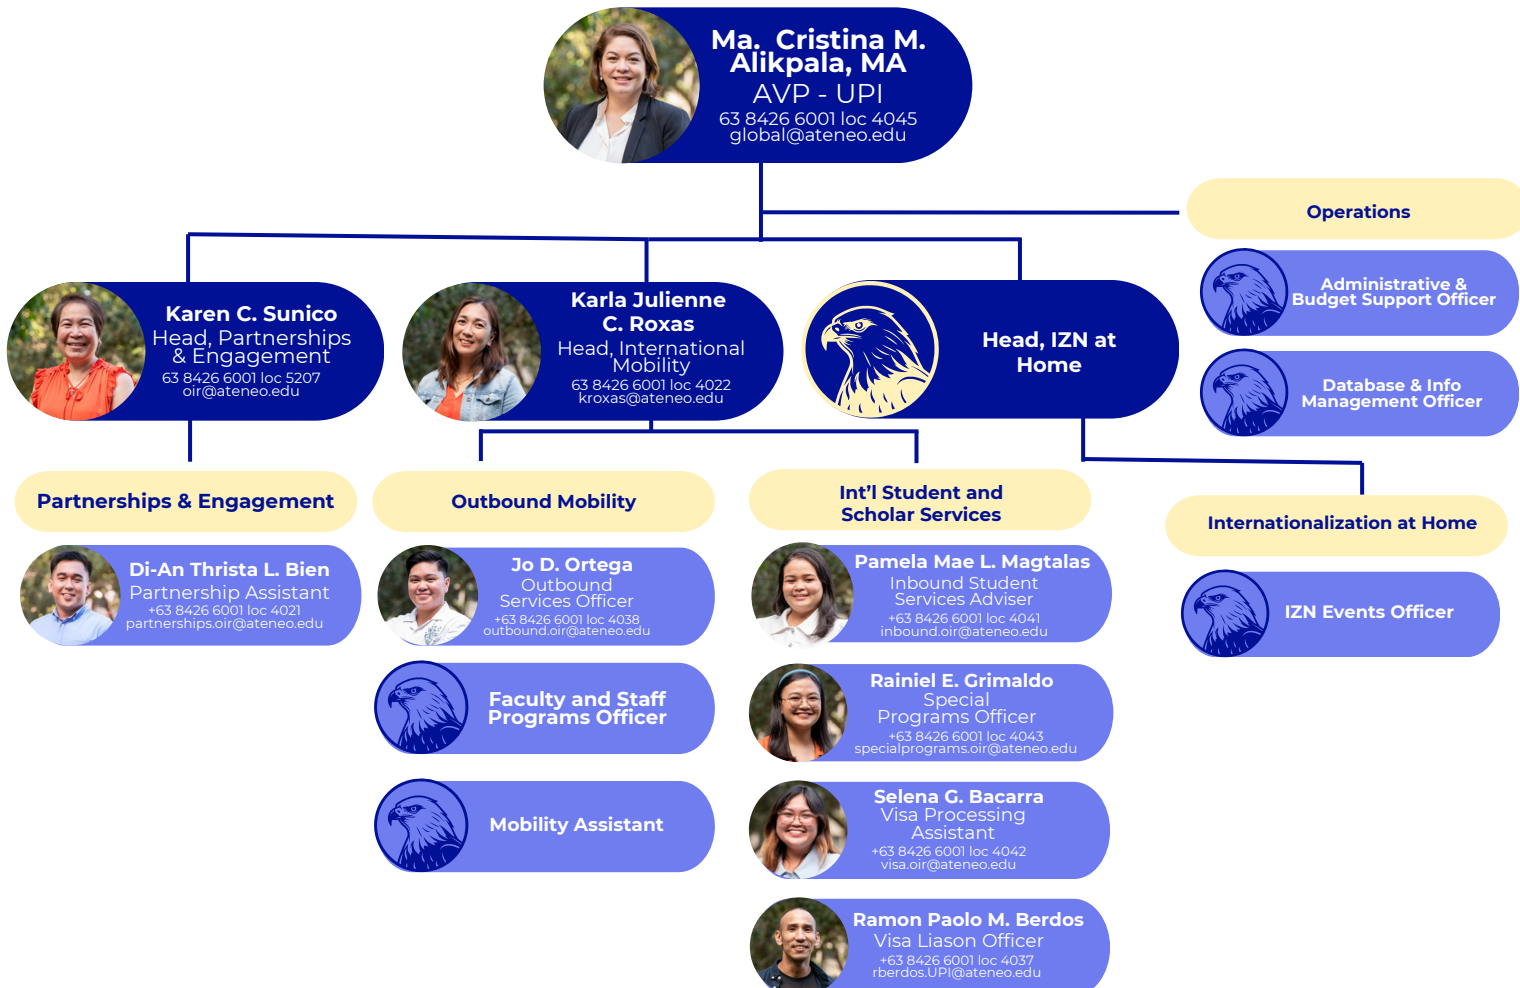 Ma. Cristina M.
Alikpala, MA
AVP - UPI
63 8426 6001 loc 4045
global@ateneo.edu
Operations
Administrative &
Budget Support Officer
Database & Info
Management Officer
Karen C. Sunico
Head, Partnerships
& Engagement
63 8426 6001 loc 5207
oir@ateneo.edu
Karla Julienne
C. Roxas
Head, International
Mobility
63 8426 6001 loc 4022
kroxas@ateneo.edu
Head, IZN at
Home
Partnerships & Engagement
Di-An Thrista L. Bien
Partnership Assistant
+63 8426 6001 loc 4021
partnerships.oir@ateneo.edu
Outbound Mobility
Jo D. Ortega
Outbound
Services Officer
+63 8426 6001 loc 4038
outbound.oir@ateneo.edu
Faculty and Staff
Programs Officer
Mobility Assistant
Int'l Student and
Scholar Services
Pamela Mae L. Magtalas
Inbound Student
Services Adviser
+63 8426 6001 loc 4041
inbound.oir@ateneo.edu
Rainiel E. Grimaldo
Special
Programs Officer
+63 8426 6001 loc 4043
specialprograms.oir@ateneo.edu
Selena G. Bacarra
Visa Processing
Assistant
+63 8426 6001 loc 4042
visa.oir@ateneo.edu
Ramon Paolo M. Berdos
Visa Liason Officer
+63 8426 6001 loc 4037
rberdos.UPI@ateneo.edu
Internationalization at Home
IZN Events Officer